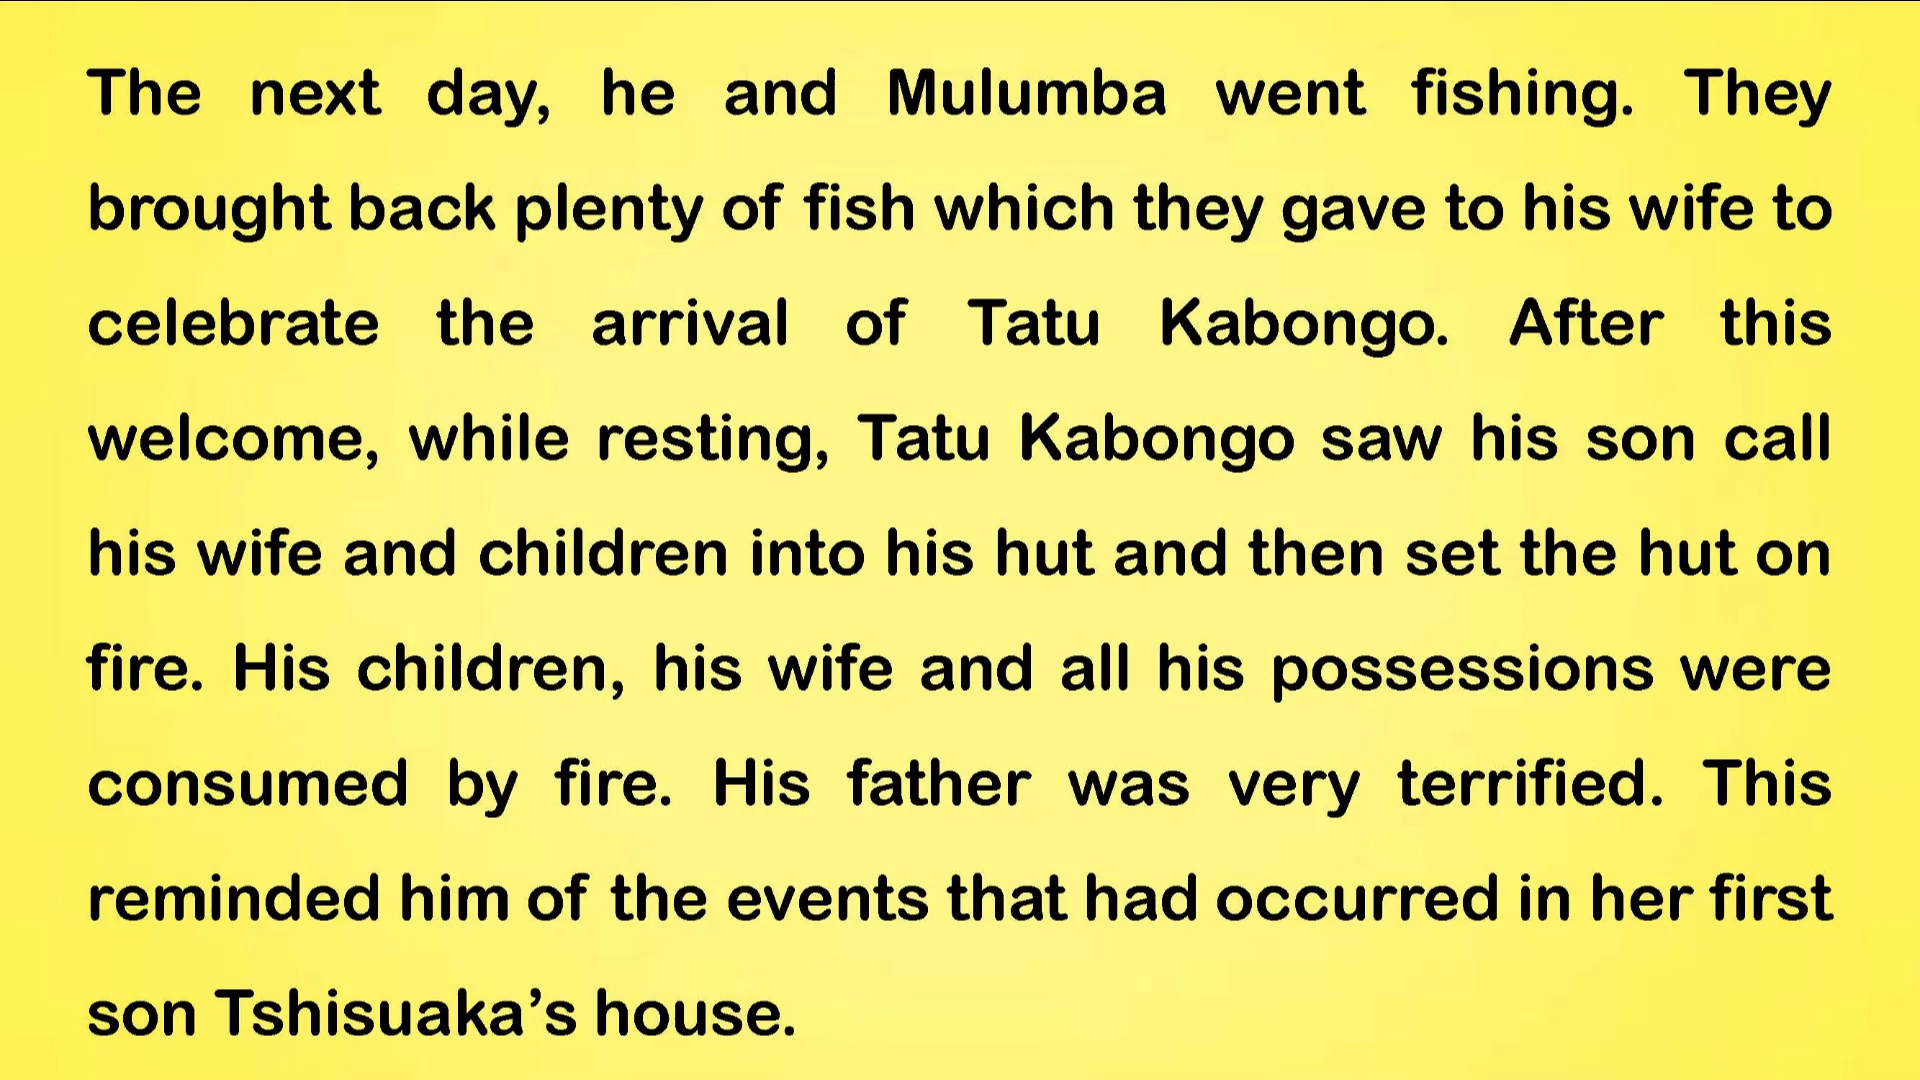 The next day, he and Mulumba went fishing. They
brought back plenty of fish which they gave to his wife to
celebrate the arrival of Tatu Kabongo. After this
welcome, while resting, Tatu Kabongo saw his son call
his wife and children into his hut and then set the hut on
fire. His children, his wife and all his possessions were
consumed by fire. His father was very terrified. This
reminded him of the events that had occurred in her first
son Tshisuaka’s house.